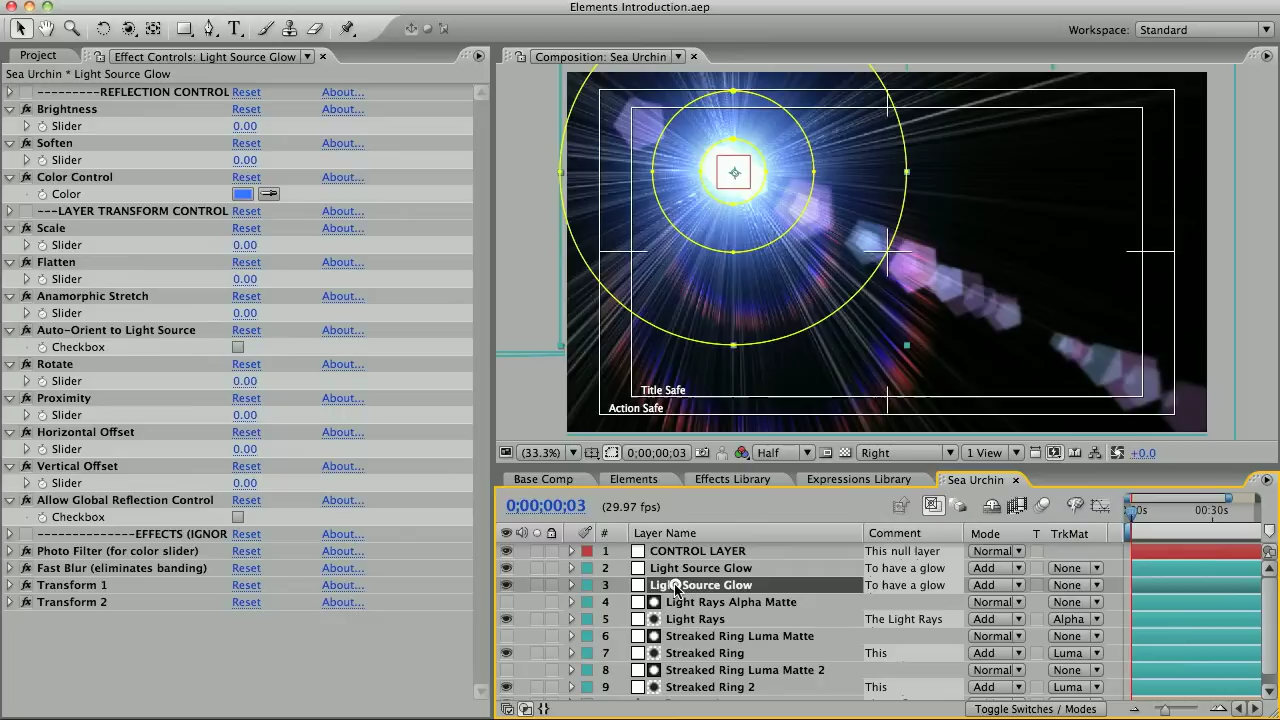 Elements Introduction.aep
Workspace: Standard
Project Effect Controls: Light Source Glow
Sea Urchin * Light Source Glow
---------REFLECTION CONTROL Reset About...
Brightness Reset About...
Slider 0.00
Soften Reset About...
Slider 0.00
Color Control Reset About...
Color
---LAYER TRANSFORM CONTROL Reset About...
Scale Reset About...
Slider 0.00
Flatten Reset About...
Slider 0.00
Anamorphic Stretch Reset About...
Slider 0.00
Auto-Orient to Light Source Reset About...
Checkbox
Rotate Reset About...
Slider 0.00
Proximity Reset About...
Slider 0.00
Horizontal Offset Reset About...
Slider 0.00
Vertical Offset Reset About...
Slider 0.00
Allow Global Reflection Control Reset About...
Checkbox
--------------EFFECTS (IGNOR Reset About...
Photo Filter (for color slider) Reset About...
Fast Blur (eliminates banding) Reset About...
Transform 1 Reset About...
Transform 2 Reset About...
Composition: Sea Urchin
Title Safe
Action Safe
(33.3%) 0;00;00;03 Half Right 1 View +0.0
Base Comp Elements Effects Library Expressions Library Sea Urchin
0;00;00;03 (29.97 fps)
0s 00:30s
# Layer Name Comment Mode T TrkMat
1 CONTROL LAYER This null layer Normal
2 Light Source Glow To have a glow Add None
3 Light Source Glow To have a glow Add None
4 Light Rays Alpha Matte Normal None
5 Light Rays The Light Rays Add Alpha
6 Streaked Ring Luma Matte Normal None
7 Streaked Ring This Add Luma
8 Streaked Ring Luma Matte 2 Normal None
9 Streaked Ring 2 This Add Luma
Toggle Switches / Modes